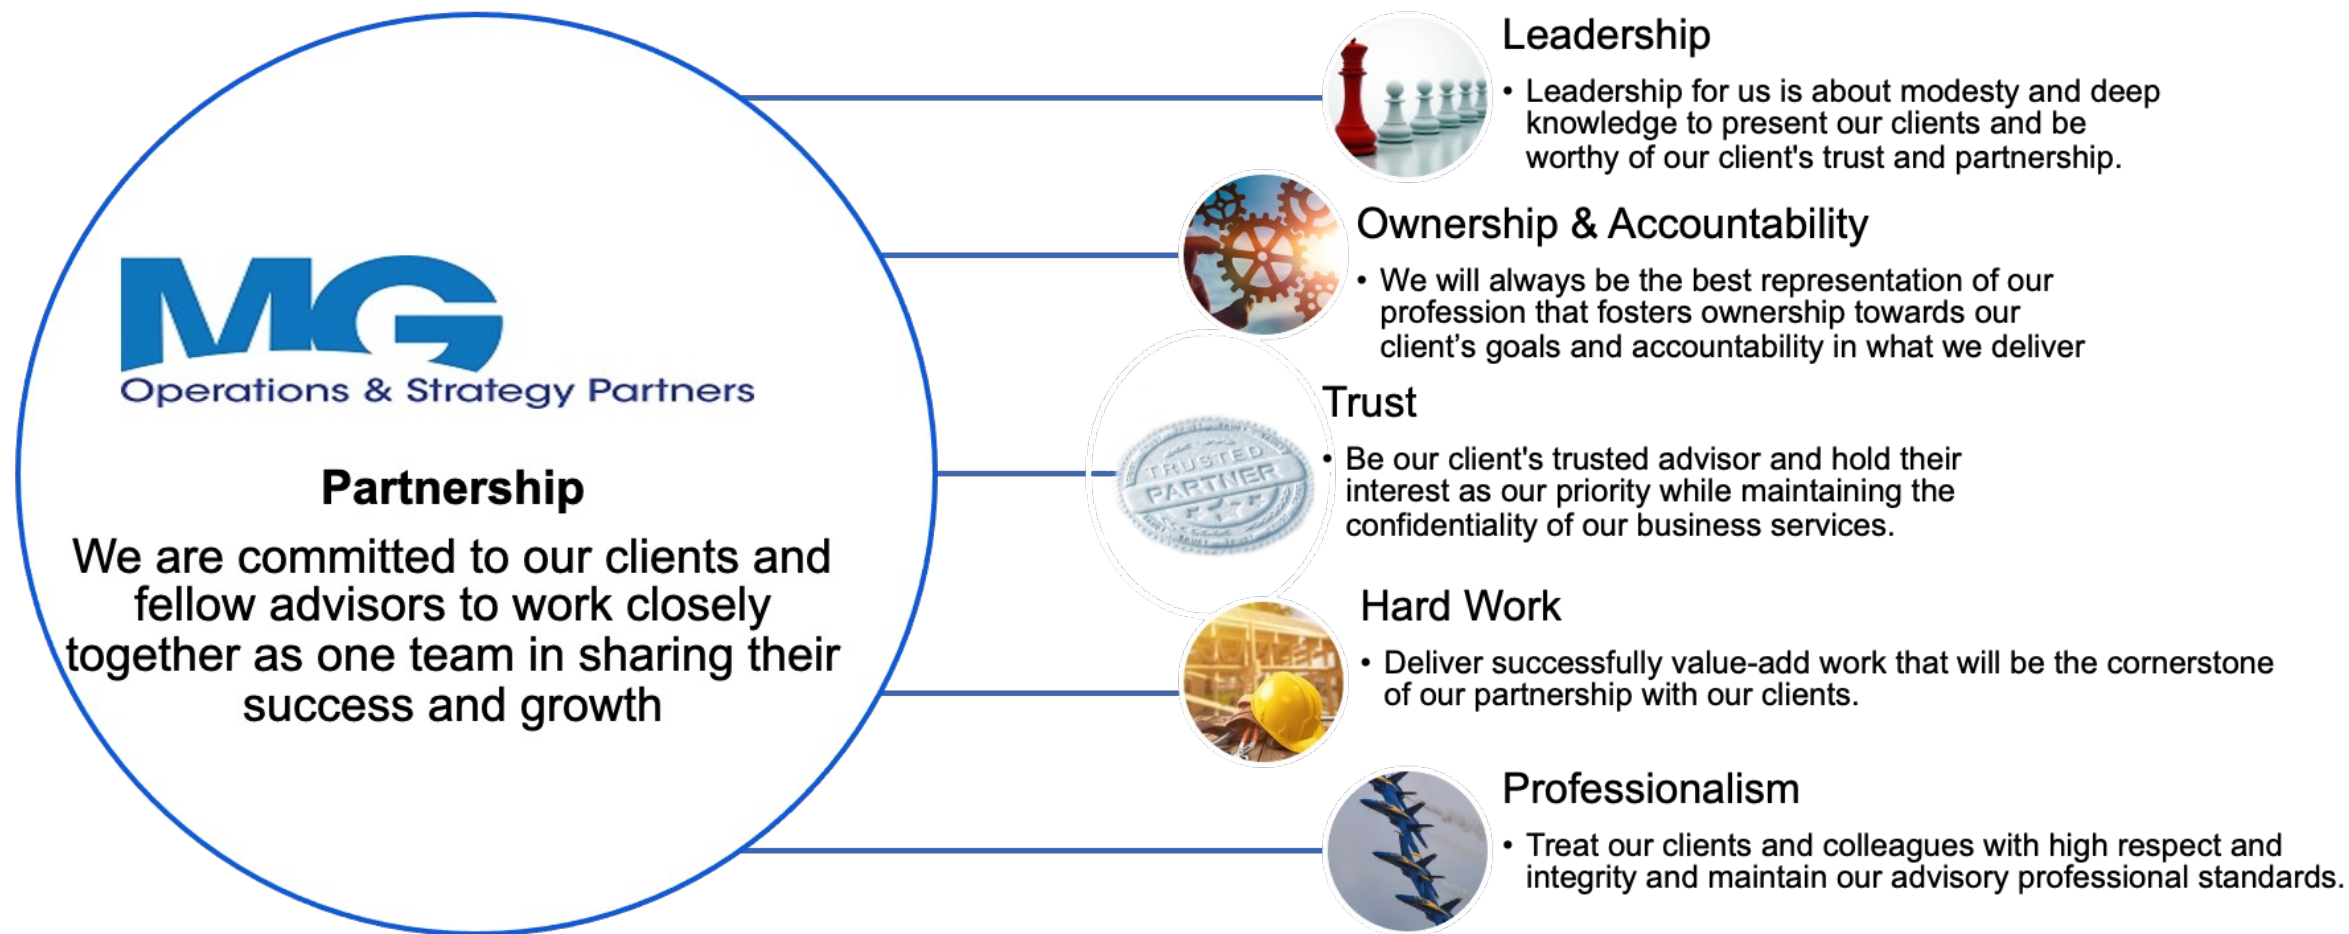 MG
Operations & Strategy Partners
Partnership
We are committed to our clients and
fellow advisors to work closely
together as one team in sharing their
success and growth
Leadership
• Leadership for us is about modesty and deep
knowledge to present our clients and be
worthy of our client's trust and partnership.
Ownership & Accountability
• We will always be the best representation of our
profession that fosters ownership towards our
client’s goals and accountability in what we deliver
TRUSTED
PARTNER
Trust
• Be our client's trusted advisor and hold their
interest as our priority while maintaining the
confidentiality of our business services.
Hard Work
• Deliver successfully value-add work that will be the cornerstone
of our partnership with our clients.
Professionalism
• Treat our clients and colleagues with high respect and
integrity and maintain our advisory professional standards.